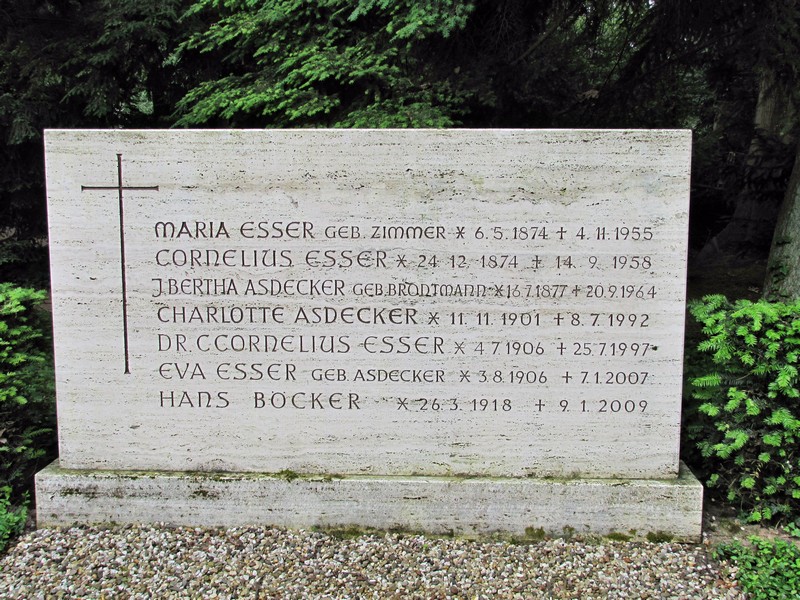 MARIA ESSER GEB. ZIMMER * 6. 5. 1874 † 4. 11. 1955
CORNELIUS ESSER * 24 12. 1874 † 14. 9. 1958
J. BERTHA ASDECKER GEB. BRONTMANN * 16.7.1877 † 20.9.1964
CHARLOTTE ASDECKER * 11. 11. 1901 † 8. 7. 1992
DR. CCORNELIUS ESSER * 4 7. 1906 † 25.7.1997
EVA ESSER GEB. ASDECKER * 3.8.1906 † 7.1.2007
HANS BÖCKER * 26. 3. 1918 † 9. 1. 2009